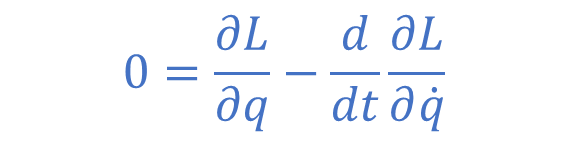 0 = ∂L/∂q − d/dt ∂L/∂q̇